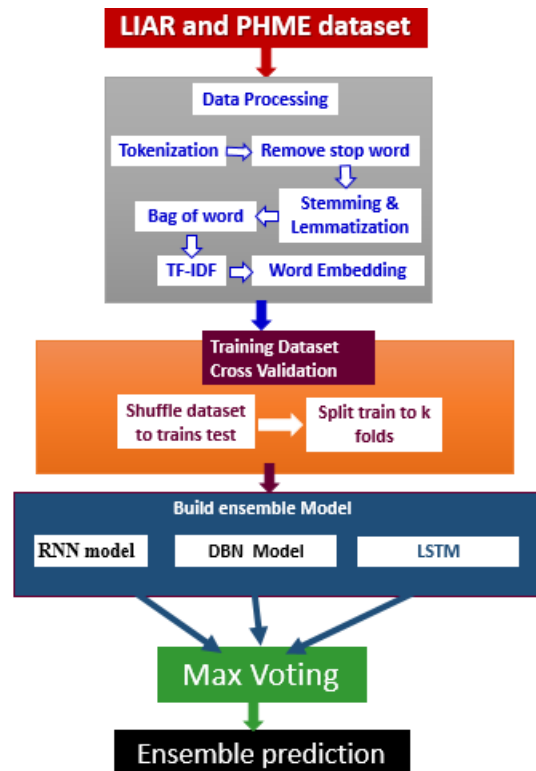 LIAR and PHME dataset
Data Processing
Tokenization
Remove stop word
Stemming &
Lemmatization
Bag of word
TF-IDF
Word Embedding
Training Dataset
Cross Validation
Shuffle dataset
to trains test
Split train to k
folds
Build ensemble Model
RNN model
DBN Model
LSTM
Max Voting
Ensemble prediction